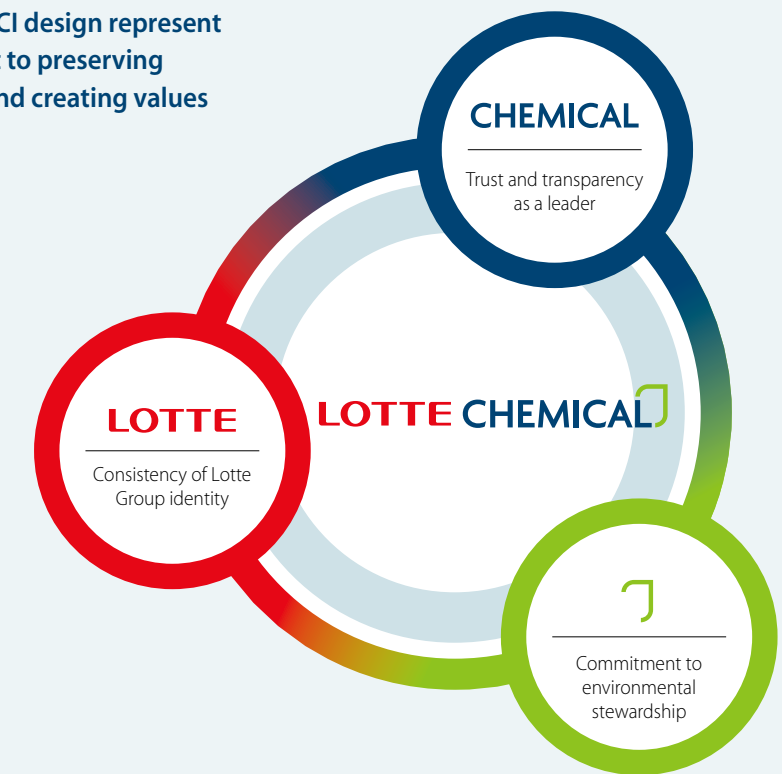 CI design represent
t to preserving
nd creating values
CHEMICAL
Trust and transparency
as a leader
LOTTE
Consistency of Lotte
Group identity
LOTTE CHEMICAL
Commitment to
environmental
stewardship